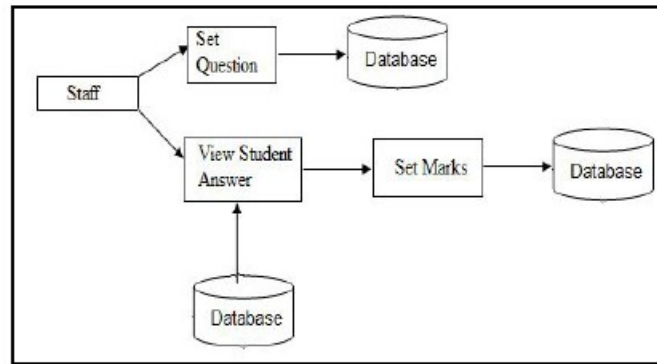 Set
Question
Database
Staff
View Student
Answer
Set Marks
Database
Database